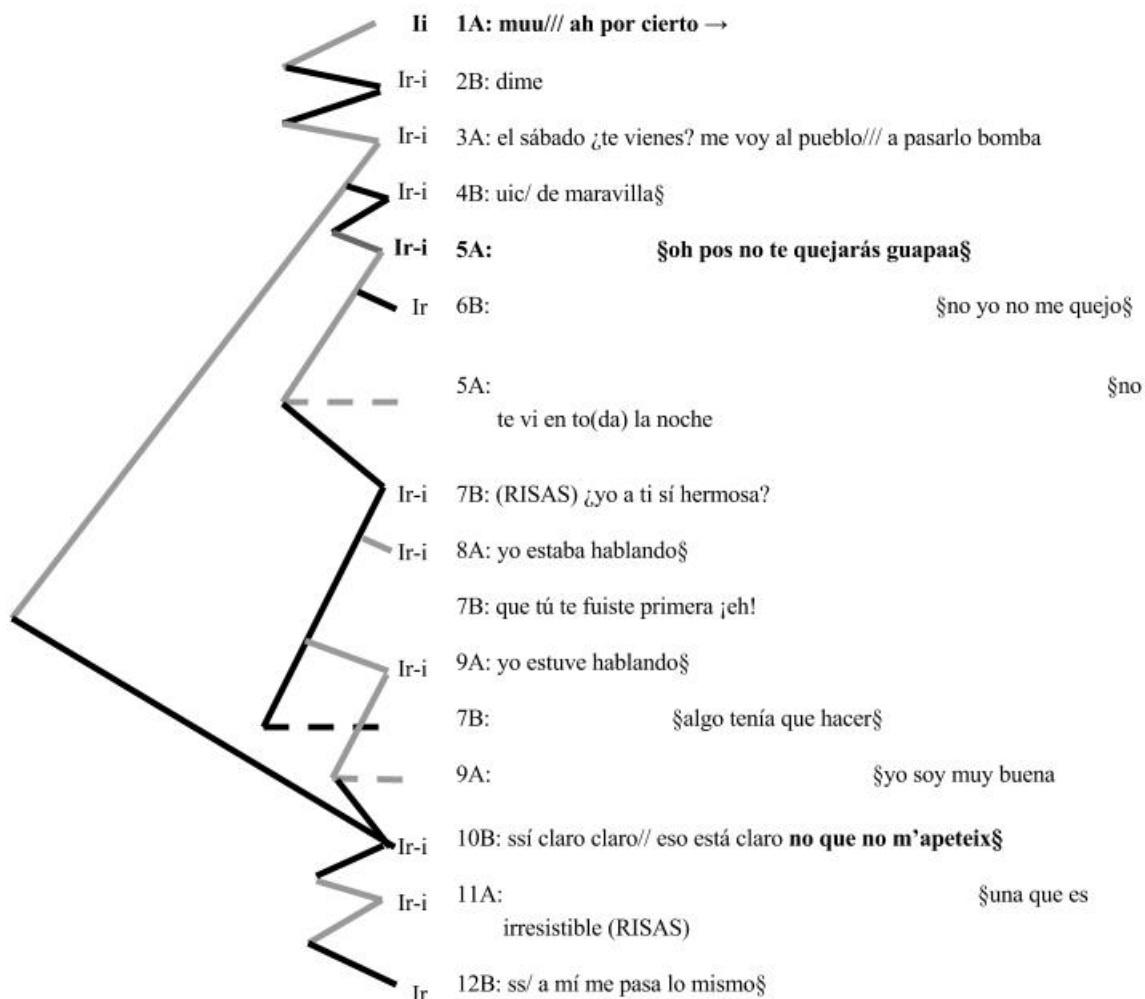 Ii 1A: muu/// ah por cierto →
Ir-i 2B: dime
Ir-i 3A: el sábado ¿te vienes? me voy al pueblo/// a pasarlo bomba
Ir-i 4B: uic/ de maravilla§
Ir-i 5A: §oh pos no te quejarás guapaa§
Ir 6B: §no yo no me quejo§
5A: §no
te vi en to(da) la noche
Ir-i 7B: (RISAS) ¿yo a ti sí hermosa?
Ir-i 8A: yo estaba hablando§
7B: que tú te fuiste primera ¡eh!
Ir-i 9A: yo estuve hablando§
7B: §algo tenía que hacer§
9A: §yo soy muy buena
Ir-i 10B: ssí claro claro// eso está claro no que no m’apeteix§
Ir-i 11A: §una que es
irresistible (RISAS)
Ir 12B: ss/ a mí me pasa lo mismo§